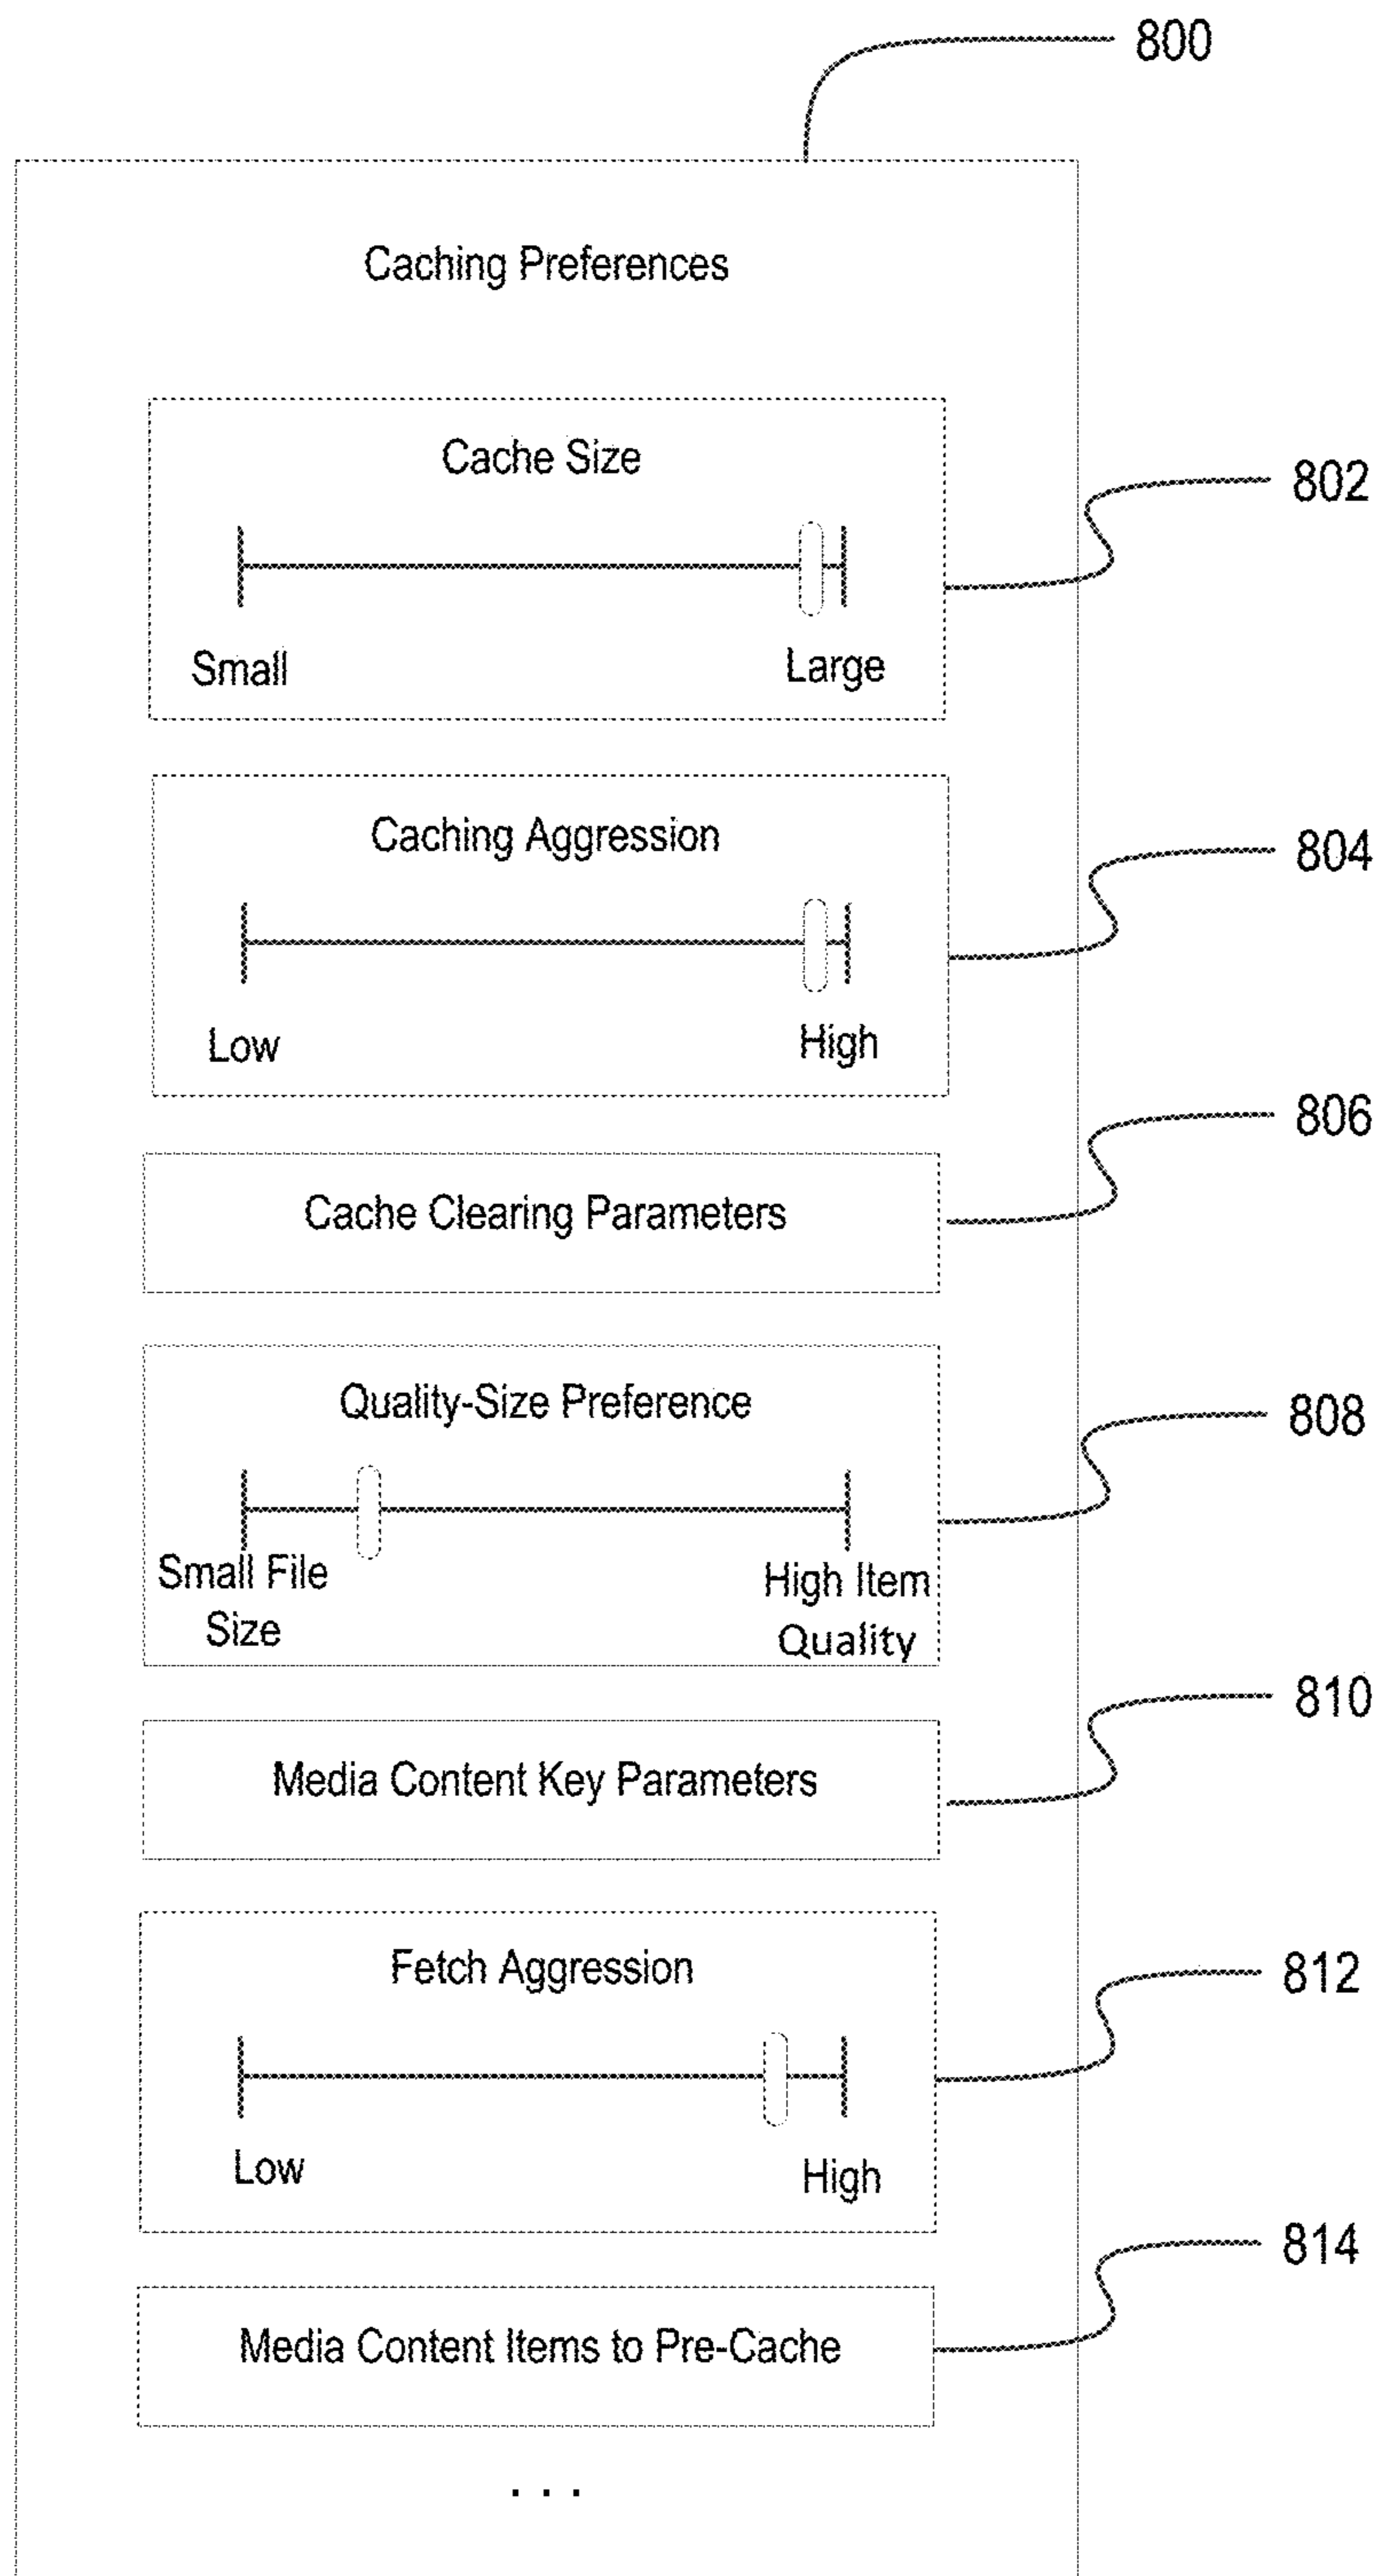 800
Caching Preferences
Cache Size
802
Small
Large
Caching Aggression
804
Low
High
806
Cache Clearing Parameters
Quality-Size Preference
808
Small File
Size
High Item
Quality
810
Media Content Key Parameters
Fetch Aggression
812
Low
High
814
Media Content Items to Pre-Cache
. . .